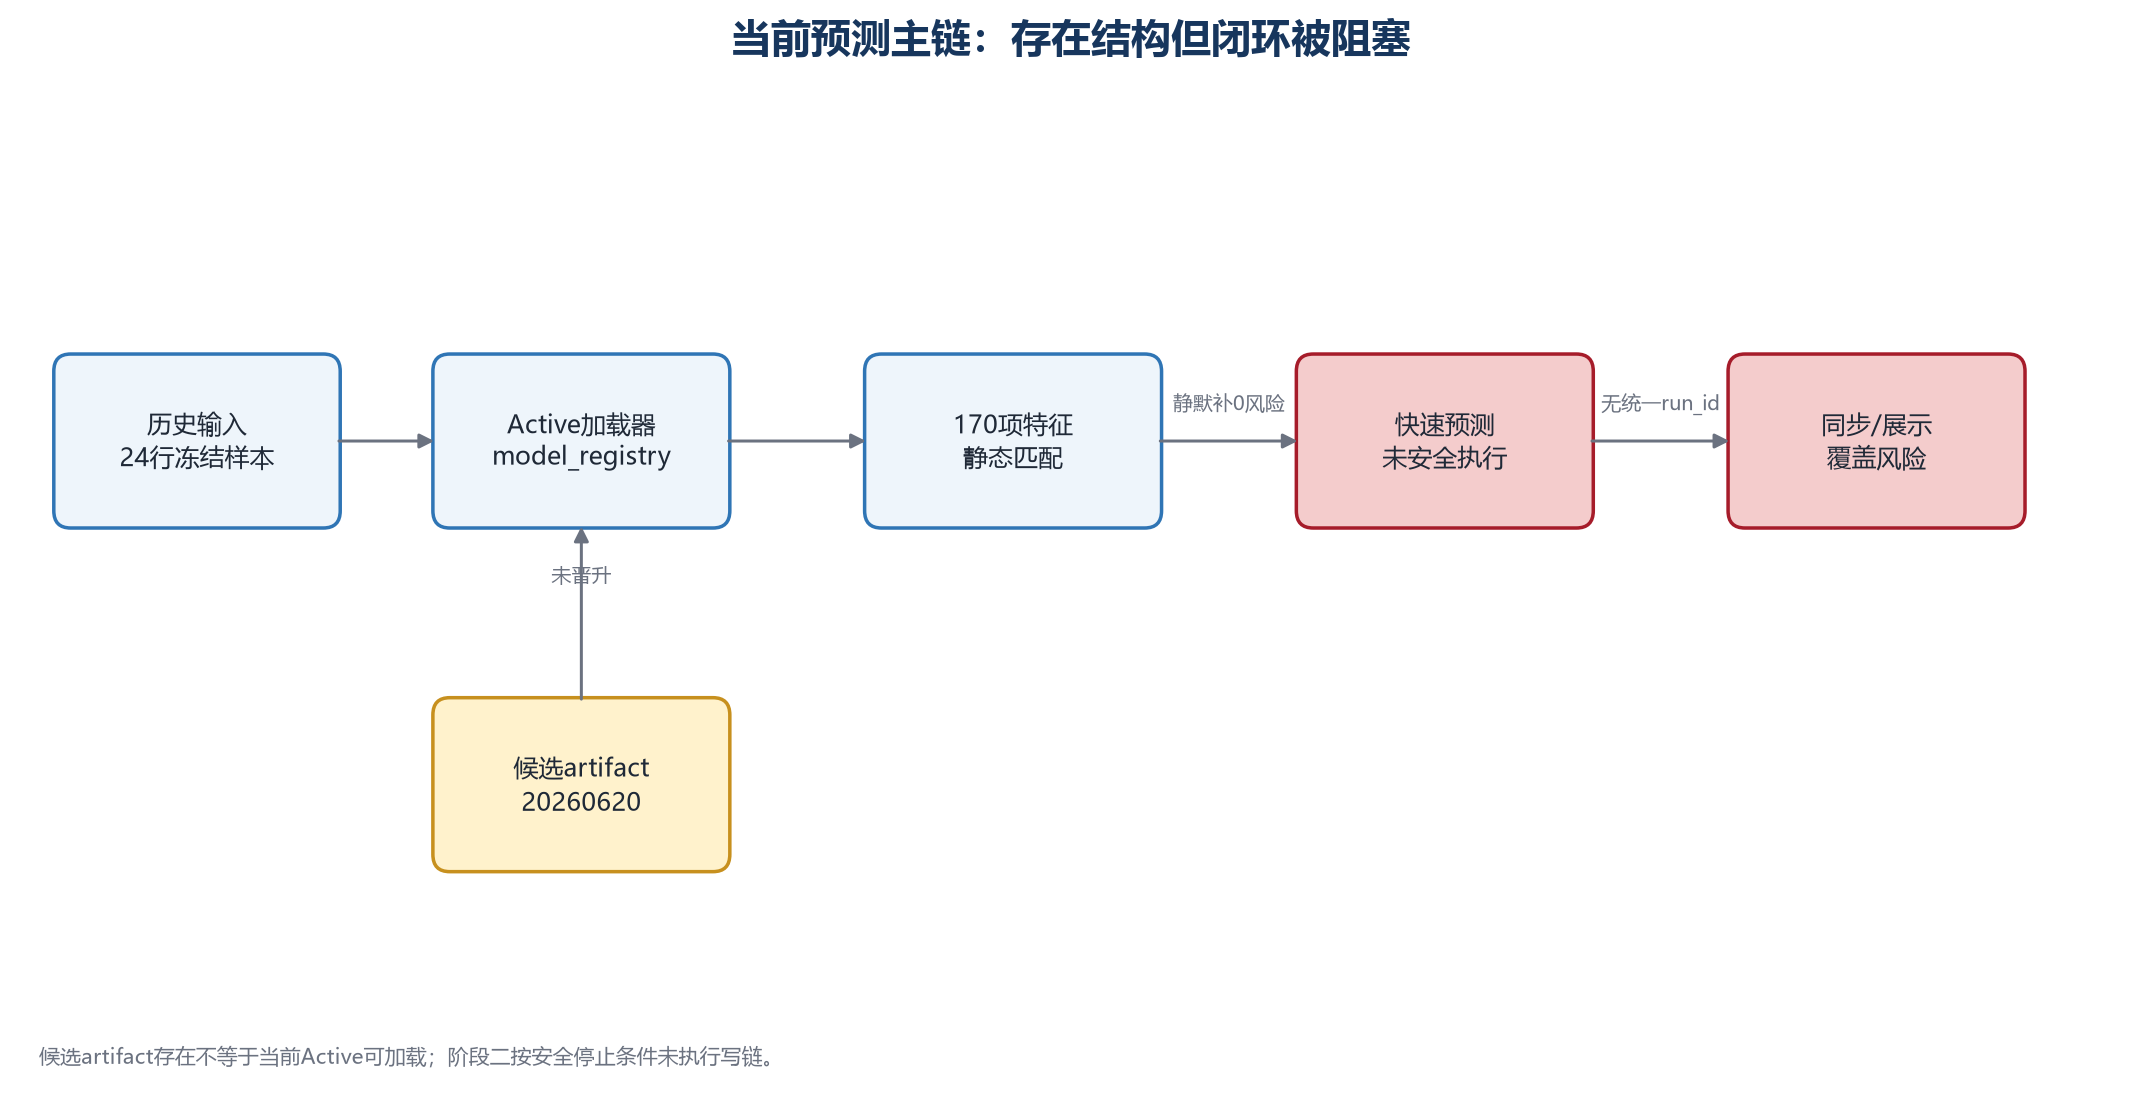 当前预测主链：存在结构但闭环被阻塞
历史输入
24行冻结样本
Active加载器
model_registry
170项特征
静态匹配
静默补0风险
快速预测
未安全执行
无统一run_id
同步/展示
覆盖风险
未晋升
候选artifact
20260620
候选artifact存在不等于当前Active可加载；阶段二按安全停止条件未执行写链。